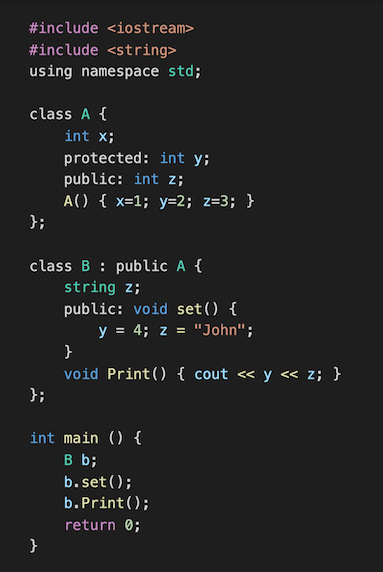 #include <iostream>
#include <string>
using namespace std;

class A {
    int x;
    protected: int y;
    public: int z;
    A() { x=1; y=2; z=3; }
};

class B : public A {
    string z;
    public: void set() {
        y = 4; z = "John";
    }
    void Print() { cout << y << z; }
};

int main () {
    B b;
    b.set();
    b.Print();
    return 0;
}